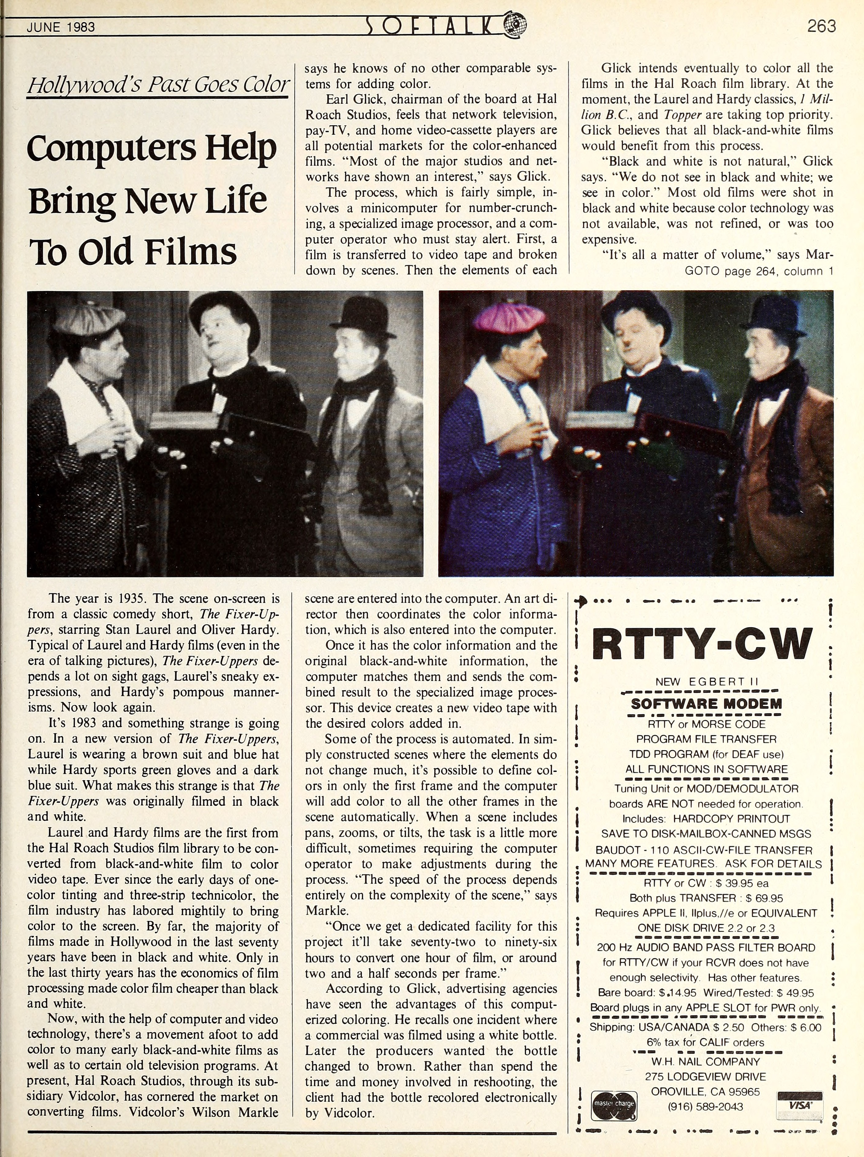 JUNE 1983
SOFTALK
263
Hollywood's Past Goes Color
Computers Help
Bring New Life
To Old Films
says he knows of no other comparable sys-
tems for adding color.
Earl Glick, chairman of the board at Hal
Roach Studios, feels that network television,
pay-TV, and home video-cassette players are
all potential markets for the color-enhanced
films. “Most of the major studios and net-
works have shown an interest,” says Glick.
The process, which is fairly simple, in-
volves a minicomputer for number-crunch-
ing, a specialized image processor, and a com-
puter operator who must stay alert. First, a
film is transferred to video tape and broken
down by scenes. Then the elements of each
Glick intends eventually to color all the
films in the Hal Roach film library. At the
moment, the Laurel and Hardy classics, 1 Mil-
lion B.C., and Topper are taking top priority.
Glick believes that all black-and-white films
would benefit from this process.
“Black and white is not natural,” Glick
says. “We do not see in black and white; we
see in color.” Most old films were shot in
black and white because color technology was
not available, was not refined, or was too
expensive.
“It's all a matter of volume,” says Mar-
GOTO page 264, column 1
The year is 1935. The scene on-screen is
from a classic comedy short, The Fixer-Up-
pers, starring Stan Laurel and Oliver Hardy.
Typical of Laurel and Hardy films (even in the
era of talking pictures), The Fixer-Uppers de-
pends a lot on sight gags, Laurel's sneaky ex-
pressions, and Hardy's pompous manner-
isms. Now look again.
It's 1983 and something strange is going
on. In a new version of The Fixer-Uppers,
Laurel is wearing a brown suit and blue hat
while Hardy sports green gloves and a dark
blue suit. What makes this strange is that The
Fixer-Uppers was originally filmed in black
and white.
Laurel and Hardy films are the first from
the Hal Roach Studios film library to be con-
verted from black-and-white film to color
video tape. Ever since the early days of one-
color tinting and three-strip technicolor, the
film industry has labored mightily to bring
color to the screen. By far, the majority of
films made in Hollywood in the last seventy
years have been in black and white. Only in
the last thirty years has the economics of film
processing made color film cheaper than black
and white.
Now, with the help of computer and video
technology, there's a movement afoot to add
color to many early black-and-white films as
well as to certain old television programs. At
present, Hal Roach Studios, through its sub-
sidiary Vidcolor, has cornered the market on
converting films. Vidcolor's Wilson Markle
scene are entered into the computer. An art di-
rector then coordinates the color informa-
tion, which is also entered into the computer.
Once it has the color information and the
original black-and-white information, the
computer matches them and sends the com-
bined result to the specialized image proces-
sor. This device creates a new video tape with
the desired colors added in.
Some of the process is automated. In sim-
ply constructed scenes where the elements do
not change much, it's possible to define col-
ors in only the first frame and the computer
will add color to all the other frames in the
scene automatically. When a scene includes
pans, zooms, or tilts, the task is a little more
difficult, sometimes requiring the computer
operator to make adjustments during the
process. “The speed of the process depends
entirely on the complexity of the scene,” says
Markle.
“Once we get a dedicated facility for this
project it'll take seventy-two to ninety-six
hours to convert one hour of film, or around
two and a half seconds per frame.”
According to Glick, advertising agencies
have seen the advantages of this comput-
erized coloring. He recalls one incident where
a commercial was filmed using a white bottle.
Later the producers wanted the bottle
changed to brown. Rather than spend the
time and money involved in reshooting, the
client had the bottle recolored electronically
by Vidcolor.
RTTY-CW
NEW EGBERT II
SOFTWARE MODEM
RTTY or MORSE CODE
PROGRAM FILE TRANSFER
TDD PROGRAM (for DEAF use)
ALL FUNCTIONS IN SOFTWARE
Tuning Unit or MOD/DEMODULATOR
boards ARE NOT needed for operation.
Includes: HARDCOPY PRINTOUT
SAVE TO DISK-MAILBOX-CANNED MSGS
BAUDOT - 110 ASCII-CW-FILE TRANSFER
MANY MORE FEATURES. ASK FOR DETAILS
RTTY or CW : $ 39.95 ea
Both plus TRANSFER : $ 69.95
Requires APPLE II, IIplus,//e or EQUIVALENT
ONE DISK DRIVE 2.2 or 2.3
200 Hz AUDIO BAND PASS FILTER BOARD
for RTTY/CW if your RCVR does not have
enough selectivity. Has other features.
Bare board: $.14.95 Wired/Tested: $ 49.95
Board plugs in any APPLE SLOT for PWR only.
Shipping: USA/CANADA $ 2.50 Others: $ 6.00
6% tax for CALIF orders
W.H. NAIL COMPANY
275 LODGEVIEW DRIVE
OROVILLE, CA 95965
(916) 589-2043
master charge
VISA